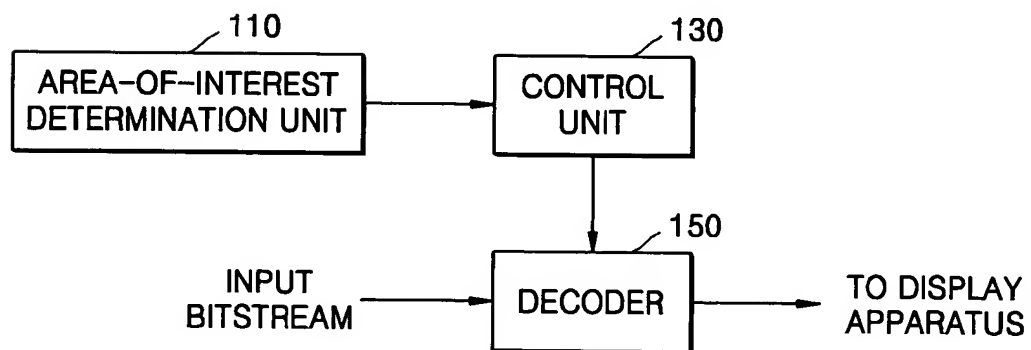 110
AREA-OF-INTEREST
DETERMINATION UNIT
130
CONTROL
UNIT
150
DECODER
INPUT
BITSTREAM
TO DISPLAY
APPARATUS